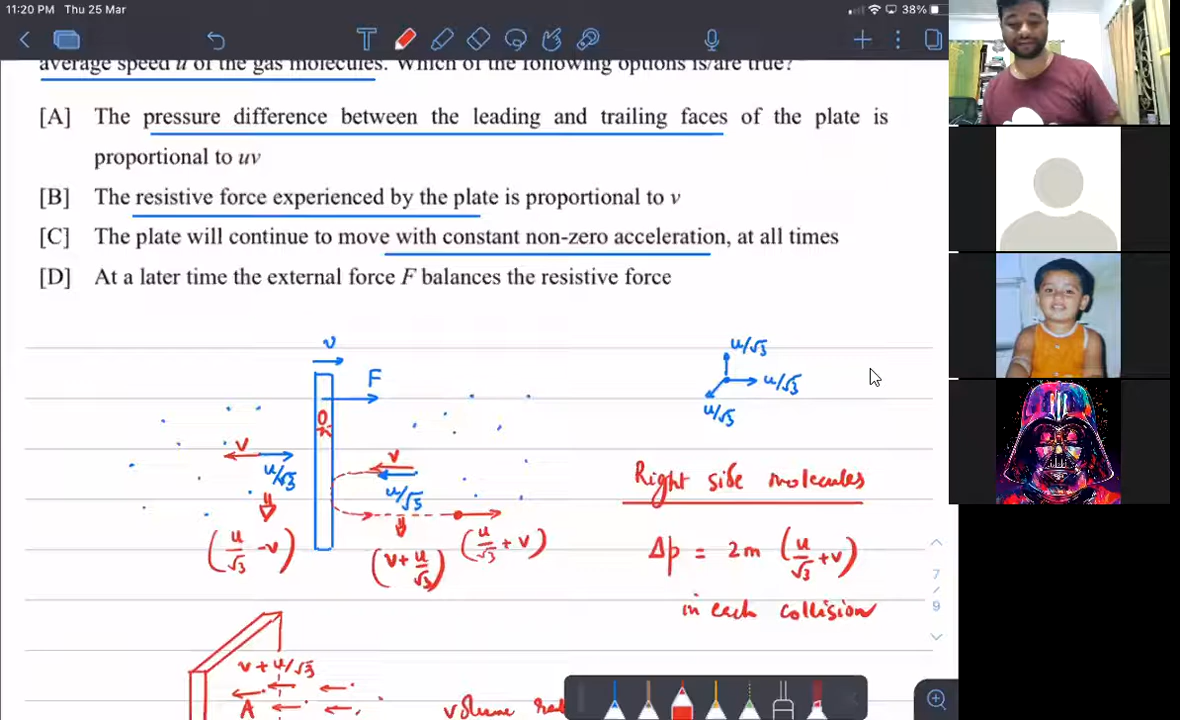 11:20 PM Thu 25 Mar
38%
average speed u of the gas molecules. Which of the following options is/are true?
[A] The pressure difference between the leading and trailing faces of the plate is
proportional to uv
[B] The resistive force experienced by the plate is proportional to v
[C] The plate will continue to move with constant non-zero acceleration, at all times
[D] At a later time the external force F balances the resistive force
v
F
u/√3
u/√3
u/√3
v
u/√3
v
u/√3
(u/√3 - v)
(v + u/√3)
(u/√3 + v)
Right side molecules
Δp = 2m (u/√3 + v)
in each collision
7
/
9
v + u/√3
A
volume